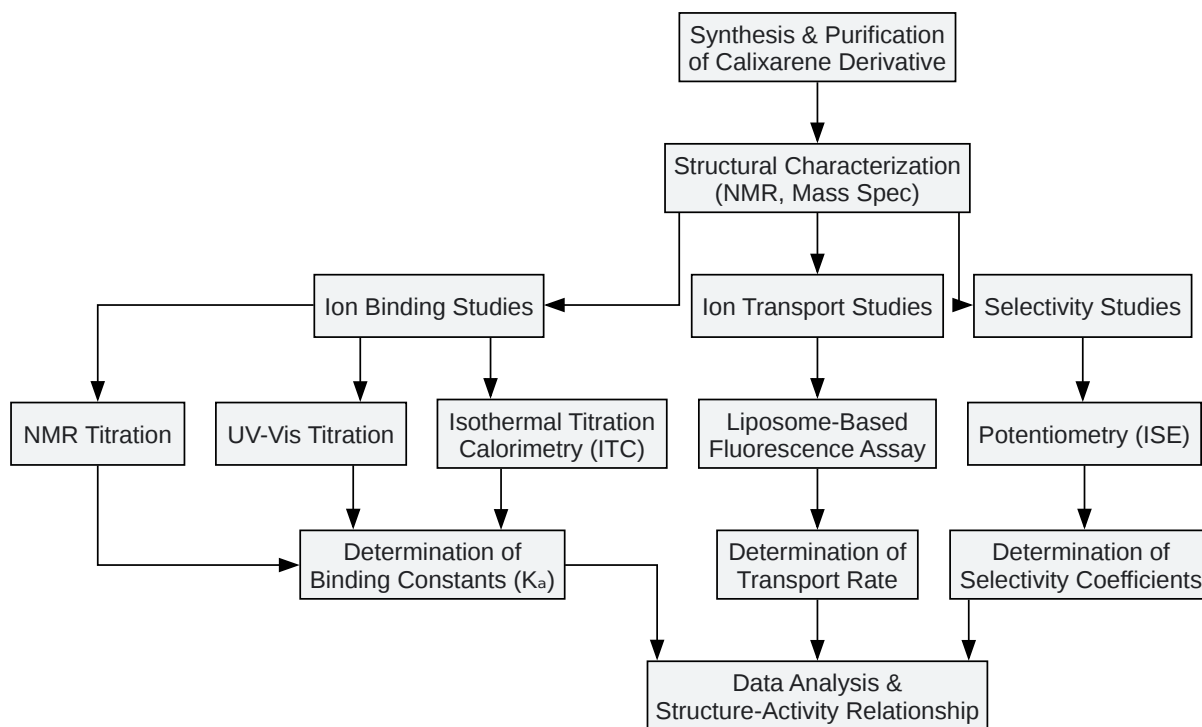 Synthesis & Purification
of Calixarene Derivative
Structural Characterization
(NMR, Mass Spec)
Ion Binding Studies
Ion Transport Studies
Selectivity Studies
NMR Titration
UV-Vis Titration
Isothermal Titration
Calorimetry (ITC)
Liposome-Based
Fluorescence Assay
Potentiometry (ISE)
Determination of
Binding Constants (Kₐ)
Determination of
Transport Rate
Determination of
Selectivity Coefficients
Data Analysis &
Structure-Activity Relationship